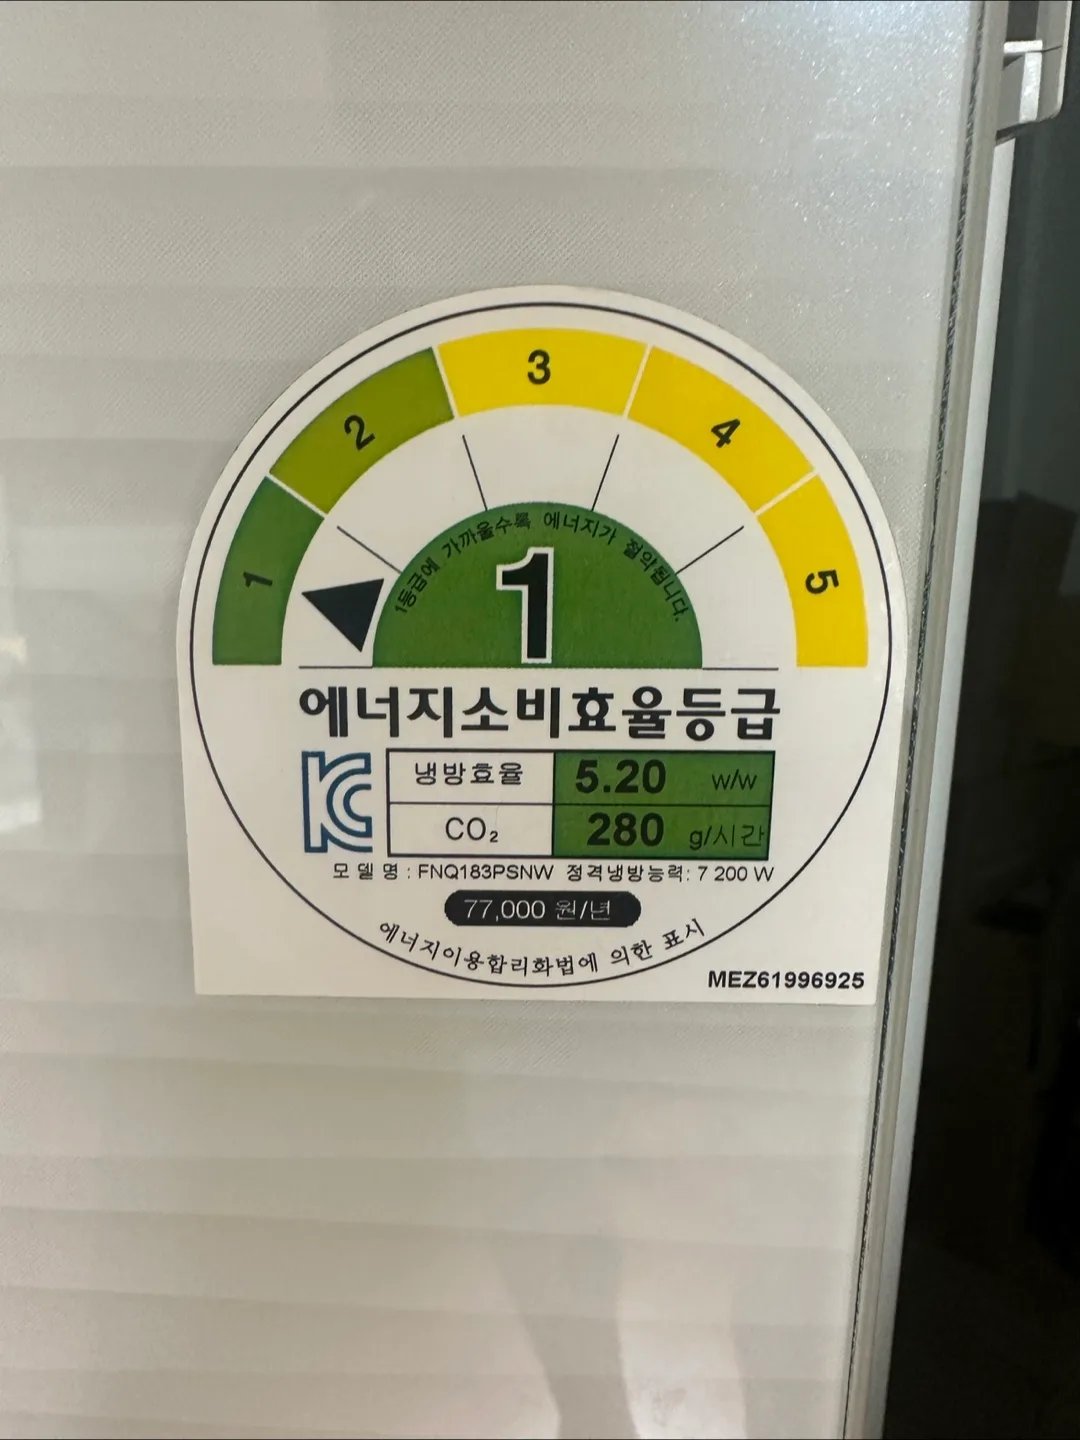 1 2 3 4 5
1등급에 가까울수록 에너지가 절약됩니다.
1
에너지소비효율등급
냉방효율 5.20 w/w
CO₂ 280 g/시간
모델명 : FNQ183PSNW 정격냉방능력: 7 200 W
77,000 원/년
에너지이용합리화법에 의한 표시
MEZ61996925